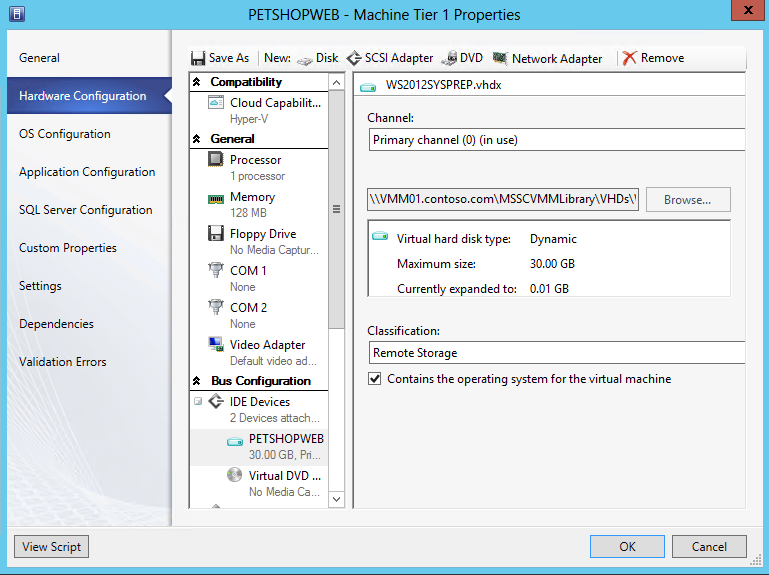 PETSHOPWEB - Machine Tier 1 Properties
x
General
Hardware Configuration
OS Configuration
Application Configuration
SQL Server Configuration
Custom Properties
Settings
Dependencies
Validation Errors
Save As New: Disk SCSI Adapter DVD Network Adapter Remove
Compatibility
Cloud Capabilit...
Hyper-V
General
Processor
1 processor
Memory
128 MB
Floppy Drive
No Media Captur...
COM 1
None
COM 2
None
Video Adapter
Default video ad...
Bus Configuration
IDE Devices
2 Devices attach...
PETSHOPWEB
30.00 GB, Pri...
Virtual DVD ...
No Media Ca...
WS2012SYSPREP.vhdx
Channel:
Primary channel (0) (in use)
\\VMM01.contoso.com\MSSCVMMLibrary\VHDs\
Browse...
Virtual hard disk type: Dynamic
Maximum size: 30.00 GB
Currently expanded to: 0.01 GB
Classification:
Remote Storage
Contains the operating system for the virtual machine
View Script
OK
Cancel